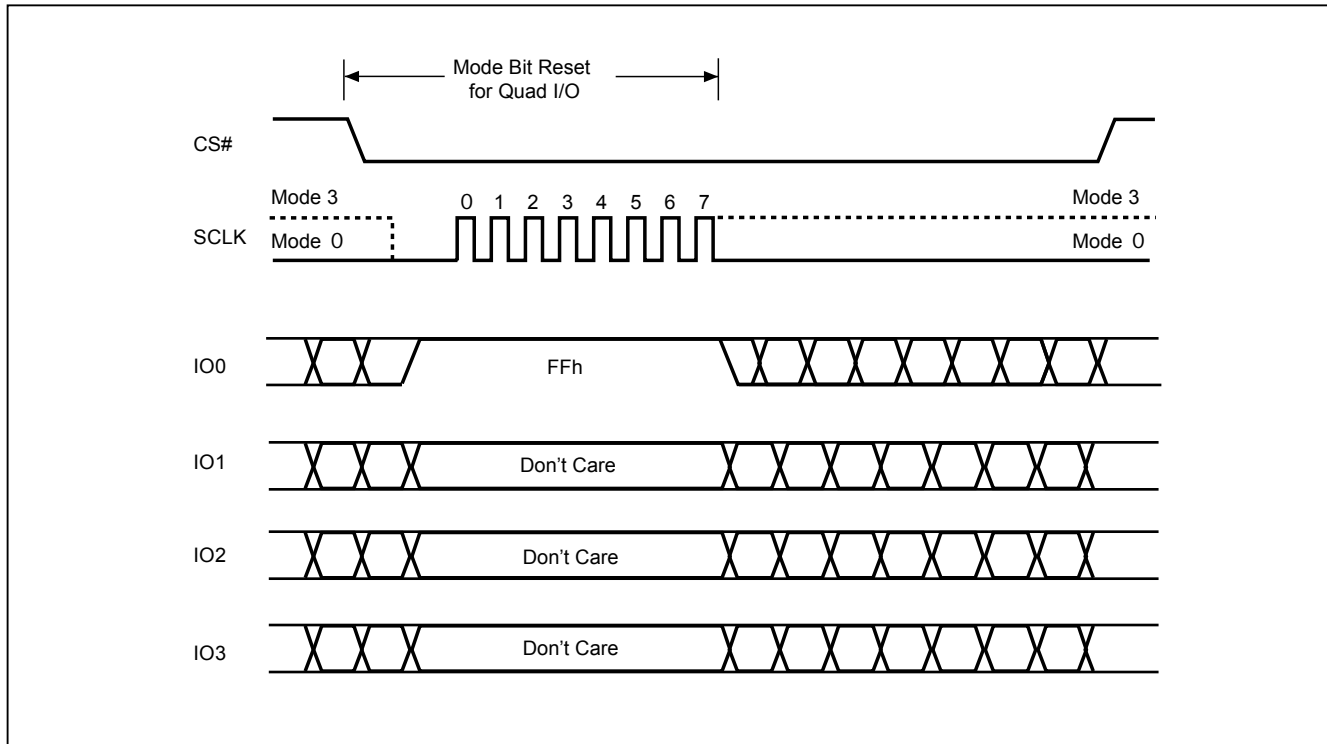 Mode Bit Reset
for Quad I/O
CS#
Mode 3
Mode 3
0 1 2 3 4 5 6 7
SCLK
Mode 0
Mode 0
IO0
FFh
IO1
Don't Care
IO2
Don't Care
IO3
Don't Care